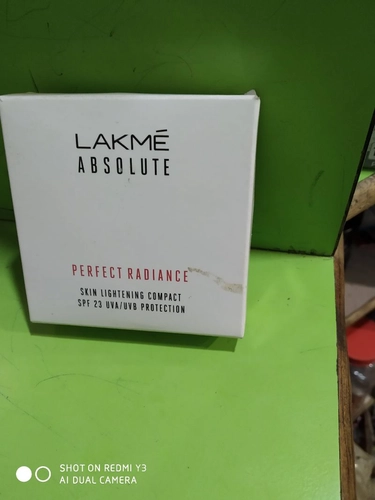 LAKMÉ
ABSOLUTE
PERFECT RADIANCE
SKIN LIGHTENING COMPACT
SPF 23 UVA/UVB PROTECTION
SHOT ON REDMI Y3
AI DUAL CAMERA